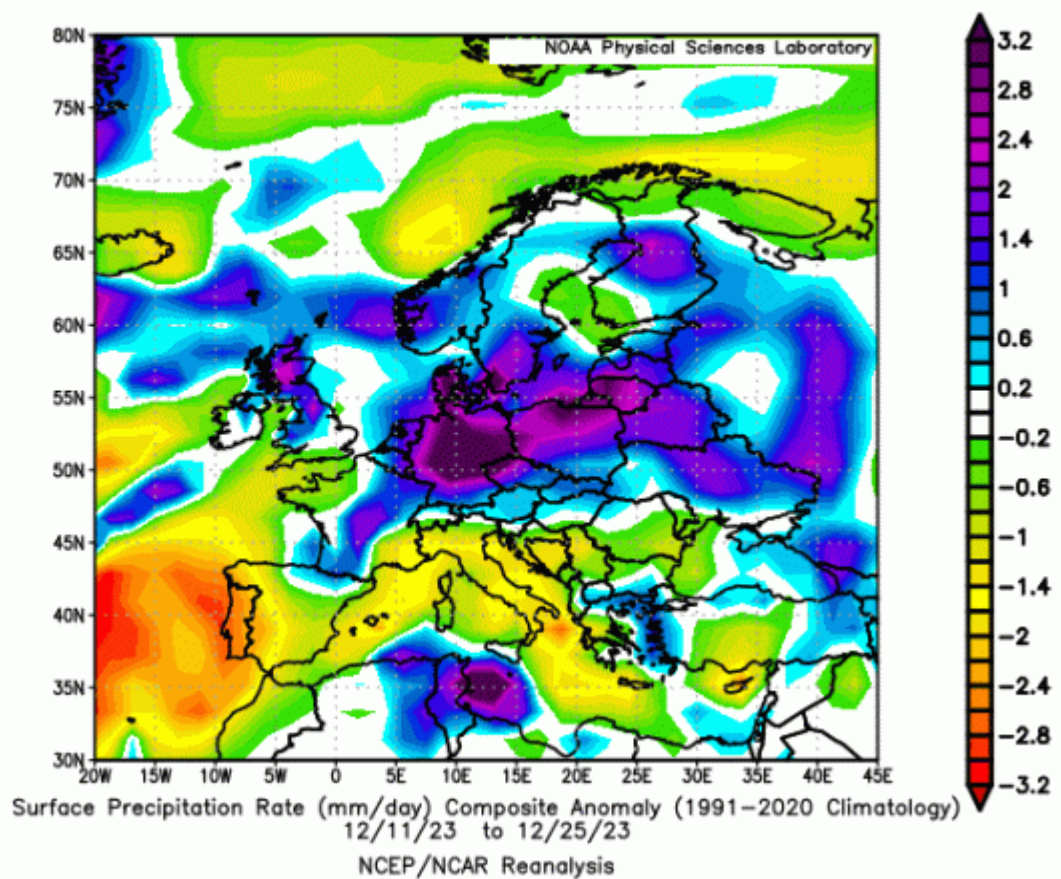 NOAA Physical Sciences Laboratory
80N
75N
70N
65N
60N
55N
50N
45N
40N
35N
30N
20W 15W 10W 5W 0 5E 10E 15E 20E 25E 30E 35E 40E 45E
3.2
2.8
2.4
2
1.4
1
0.6
0.2
-0.2
-0.6
-1
-1.4
-2
-2.4
-2.8
-3.2
Surface Precipitation Rate (mm/day) Composite Anomaly (1991-2020 Climatology)
12/11/23 to 12/25/23
NCEP/NCAR Reanalysis